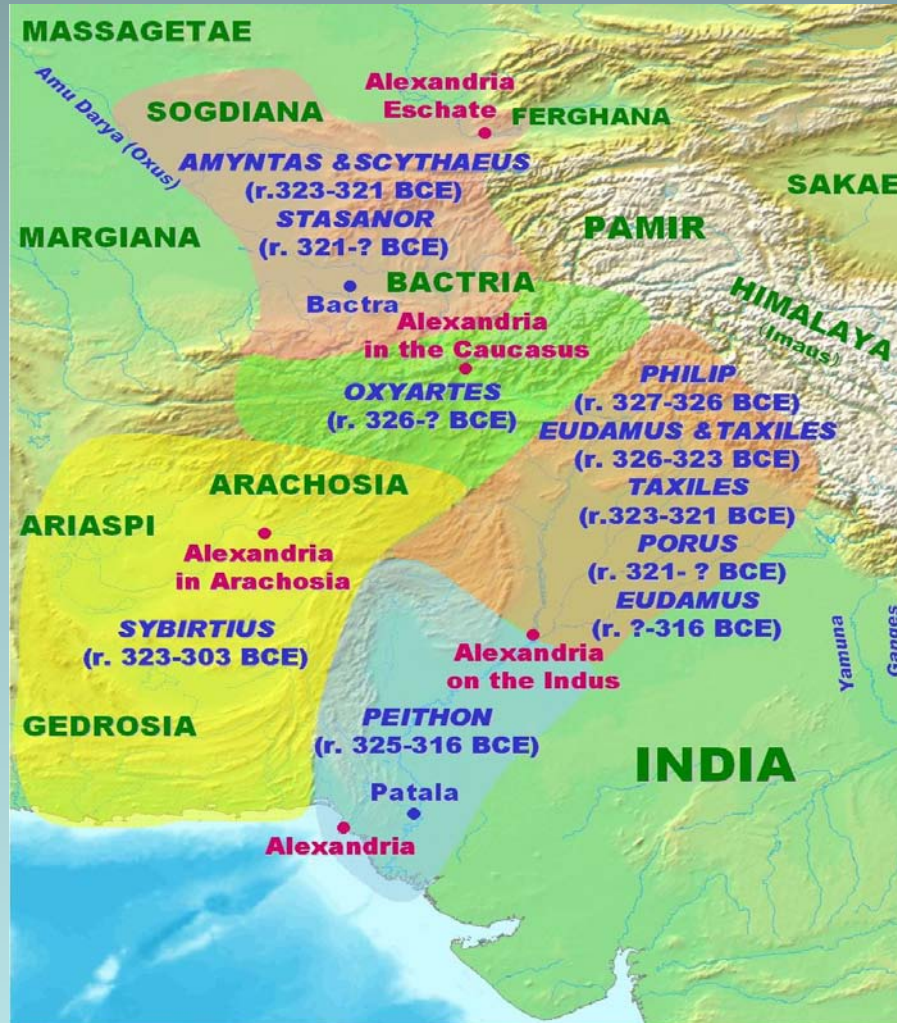 MASSAGETAE
Amu Darya (Oxus)
SOGDIANA
Alexandria
Eschate
FERGHANA
AMYNTAS & SCYTHAEUS
(r.323-321 BCE)
STASANOR
(r. 321-? BCE)
SAKAE
PAMIR
MARGIANA
BACTRIA
Bactra
HIMALAYA
(Imaus)
Alexandria
in the Caucasus
OXYARTES
(r. 326-? BCE)
PHILIP
(r. 327-326 BCE)
EUDAMUS & TAXILES
(r. 326-323 BCE)
TAXILES
(r.323-321 BCE)
PORUS
(r. 321- ? BCE)
EUDAMUS
(r. ?-316 BCE)
ARACHOSIA
ARIASPI
Alexandria
in Arachosia
SYBIRTIUS
(r. 323-303 BCE)
Alexandria
on the Indus
Yamuna
Ganges
GEDROSIA
PEITHON
(r. 325-316 BCE)
INDIA
Patala
Alexandria